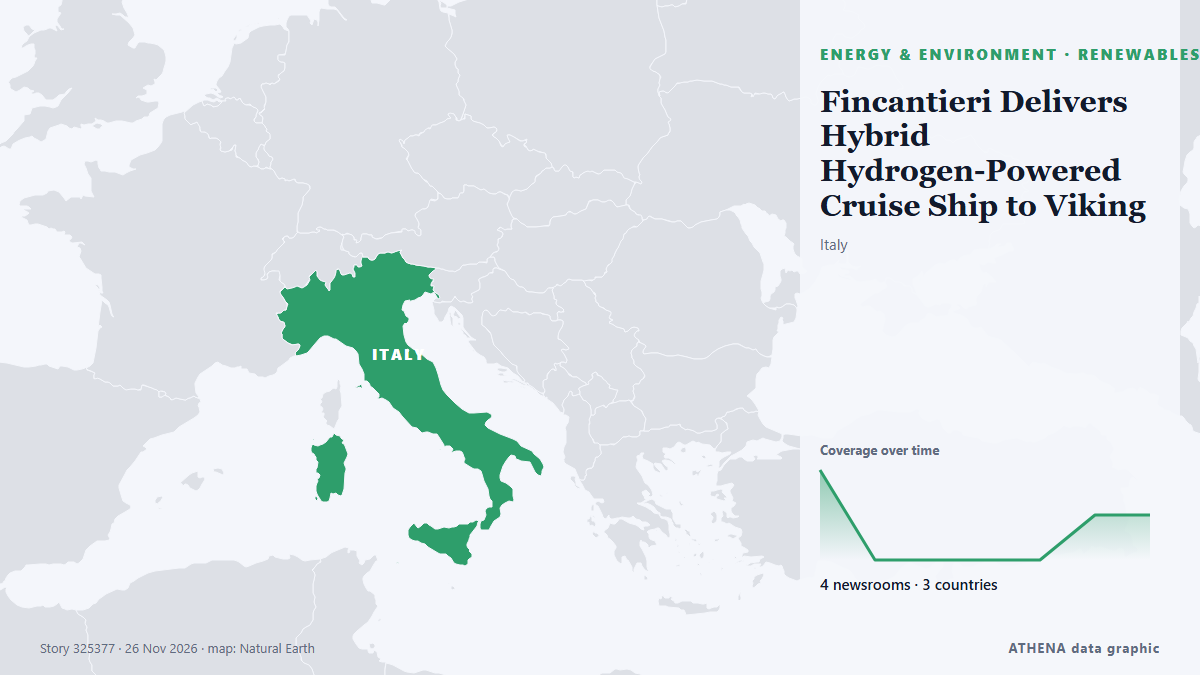 ENERGY & ENVIRONMENT · RENEWABLES
Fincantieri Delivers
Hybrid
Hydrogen-Powered
Cruise Ship to Viking
Italy
ITALY
Coverage over time
4 newsrooms · 3 countries
Story 325377 · 26 Nov 2026 · map: Natural Earth
ATHENA data graphic